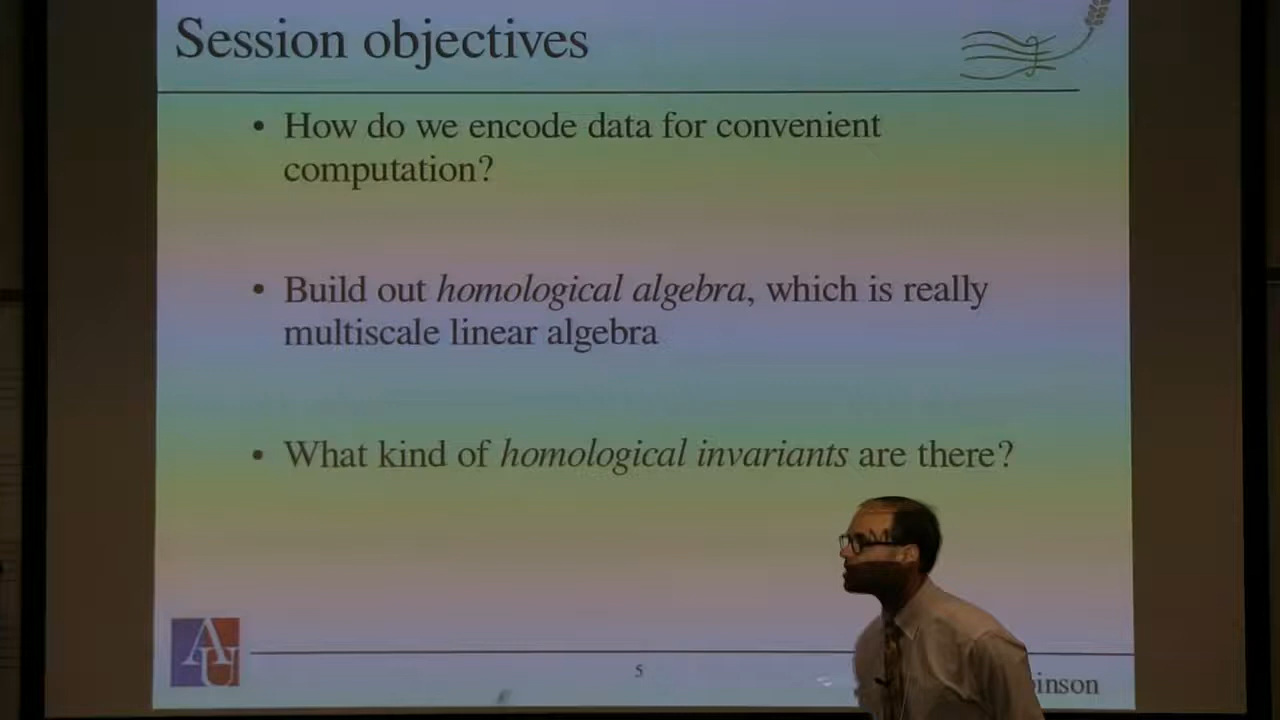 Session objectives
• How do we encode data for convenient
computation?
• Build out homological algebra, which is really
multiscale linear algebra
• What kind of homological invariants are there?
AU
5